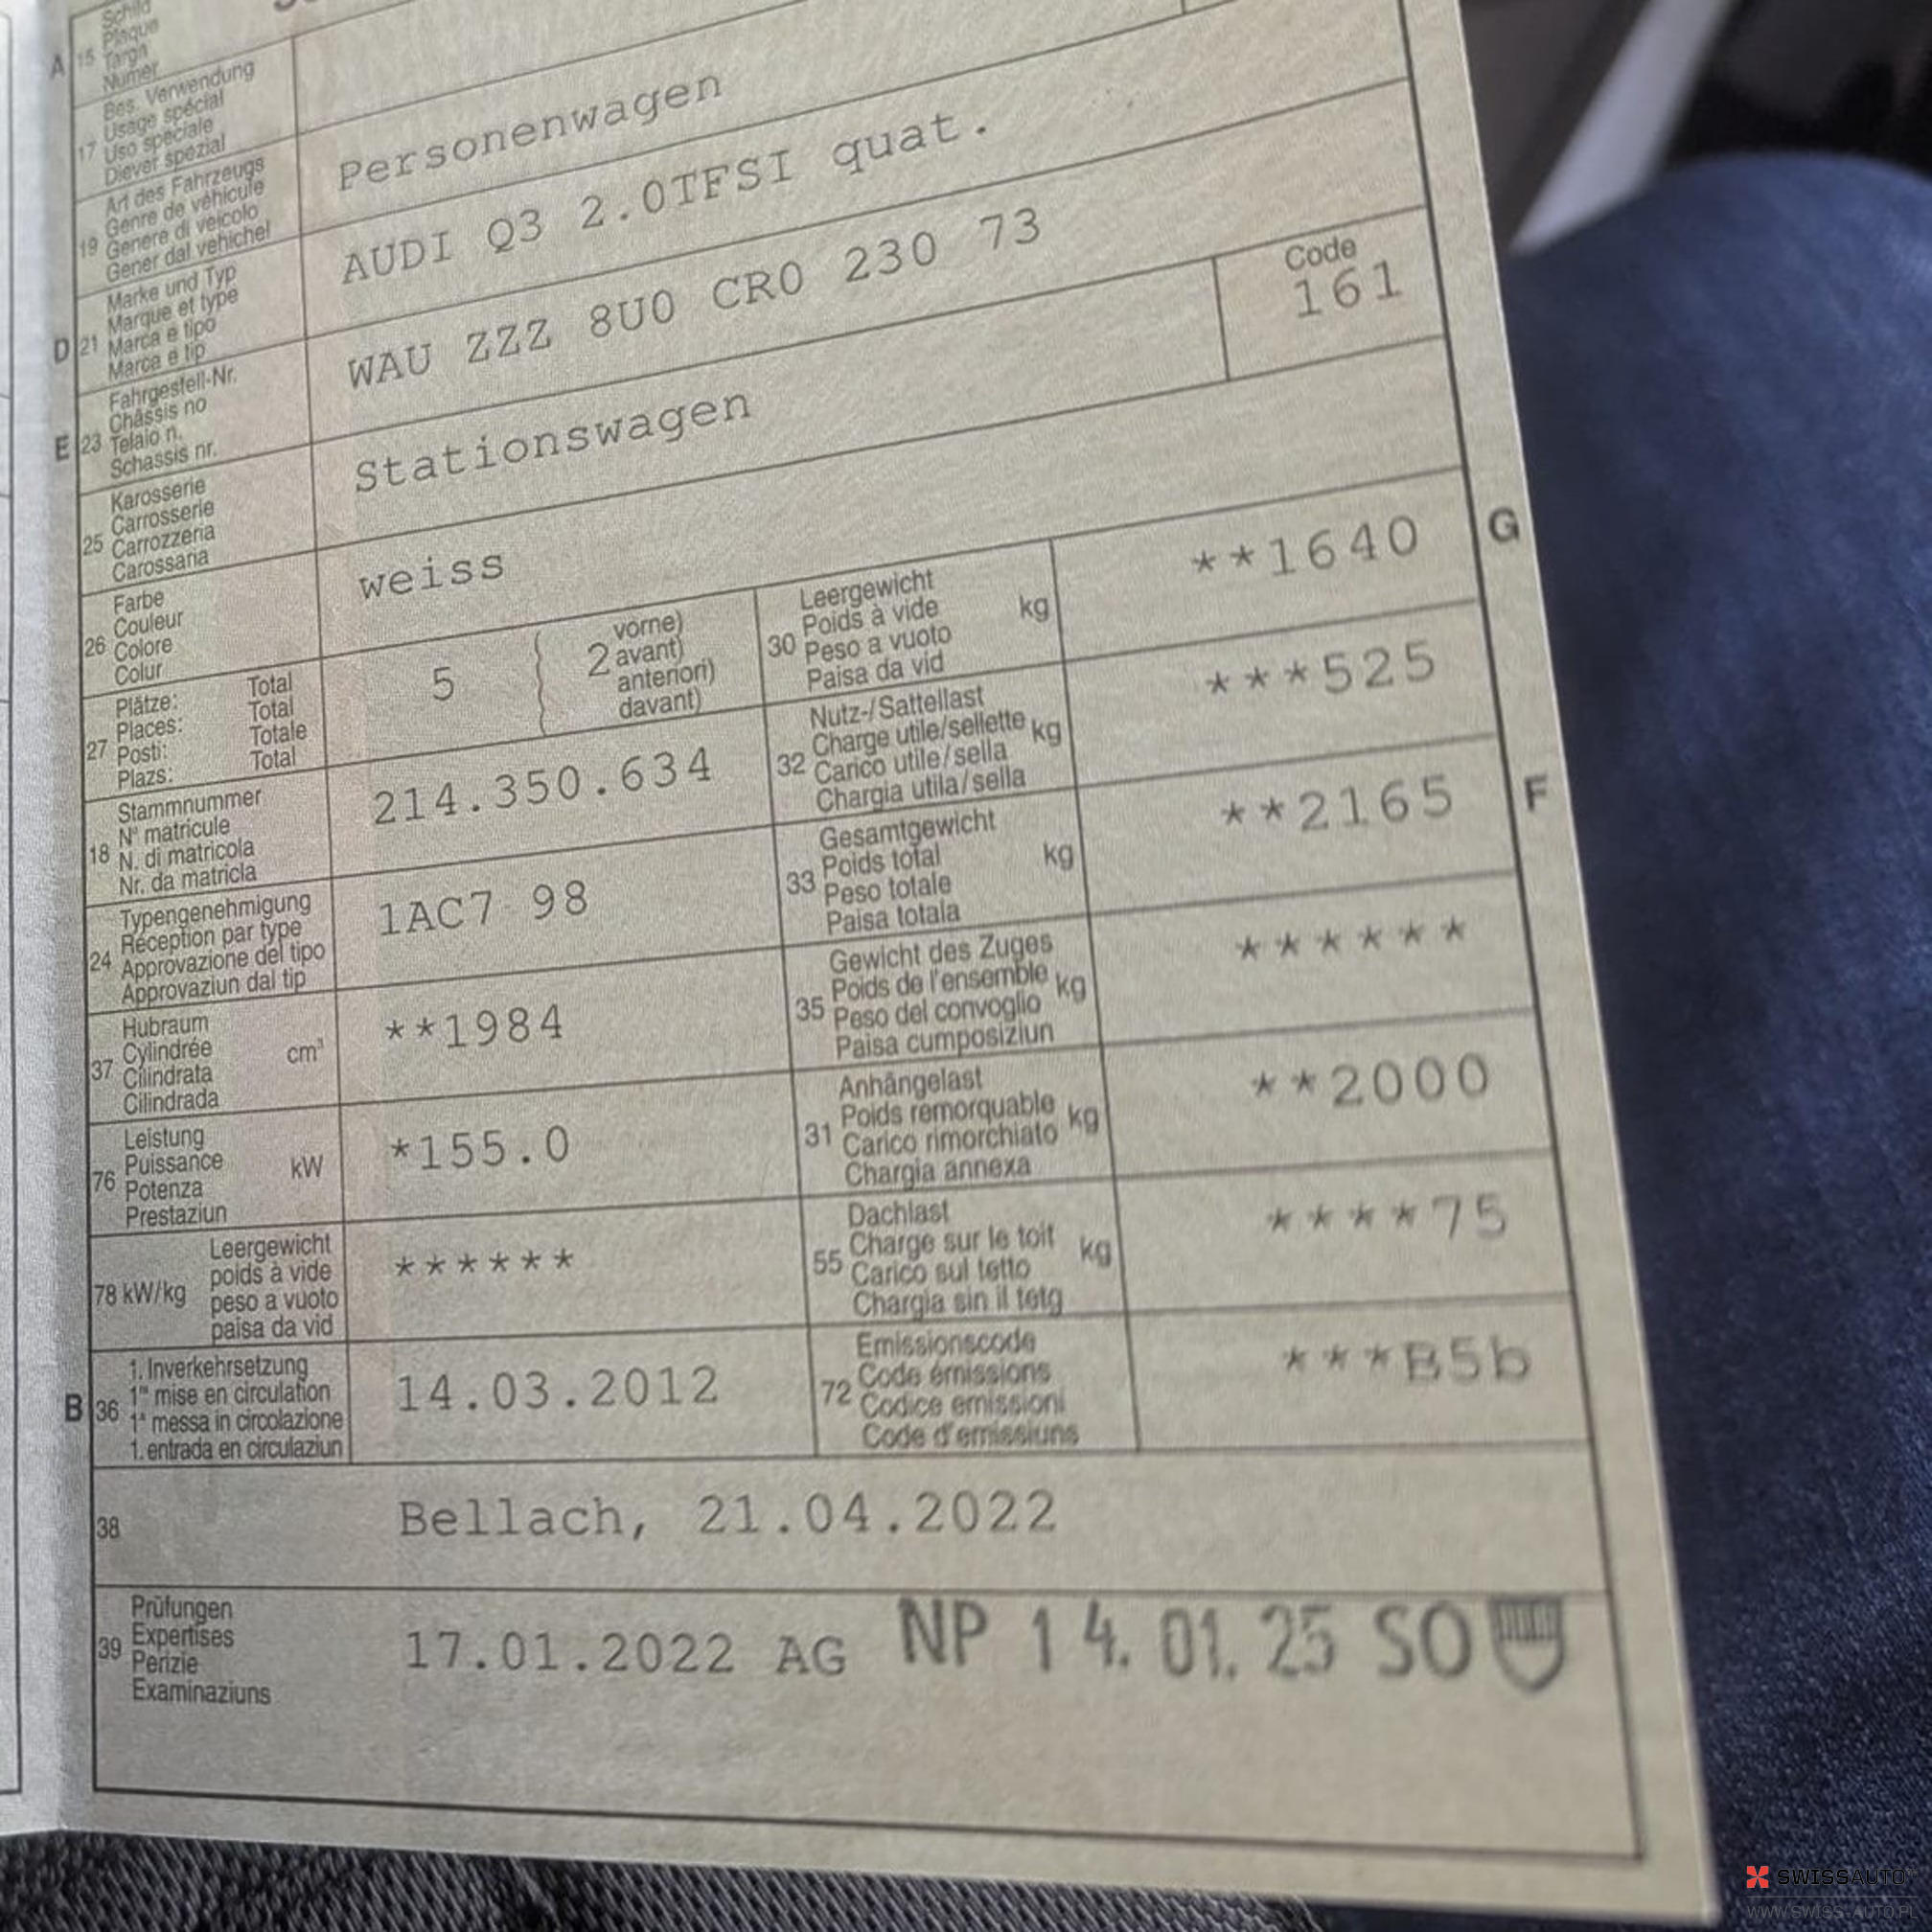 Schild
Plaque
A 15 Targa
Numer
Bes. Verwendung
Usage spécial
17 Uso speciale
Diever spezial
Art des Fahrzeugs
Genre de véhicule
19 Genere di veicolo
Gener dal vehichel
Personenwagen
Marke und Typ
Marque et type
D 21 Marca e tipo
Marca e tip
AUDI Q3 2.0TFSI quat.
Fahrgestell-Nr.
Châssis no
E 23 Telaio n.
Schassis nr.
WAU ZZZ 8U0 CR0 230 73
Karosserie
Carrosserie
25 Carrozzeria
Carossaria
Stationswagen
Code
161
Farbe
Couleur
26 Colore
Colur
weiss
Plätze: Total
Places: Total
27 Posti: Totale
Plazs: Total
5
2 vorne)
avant)
anteriori)
davant)
Leergewicht
Poids à vide
30 Peso a vuoto kg
Paisa da vid
**1640
G
Stammnummer
N° matricule
18 N. di matricola
Nr. da matricla
214.350.634
Nutz-/Sattellast
Charge utile/sellette
32 Carico utile/sella kg
Chargia utila/sella
***525
Typengenehmigung
Réception par type
24 Approvazione del tipo
Approvaziun dal tip
1AC7 98
Gesamtgewicht
Poids total
33 Peso totale kg
Paisa totala
**2165
F
Hubraum
Cylindrée
37 Cilindrata cm³
Cilindrada
**1984
Gewicht des Zuges
Poids de l'ensemble
35 Peso del convoglio kg
Paisa cumposiziun
******
Leistung
Puissance
76 Potenza kW
Prestaziun
*155.0
Anhängelast
Poids remorquable
31 Carico rimorchiato kg
Chargia annexa
**2000
Leergewicht
poids à vide
78 kW/kg peso a vuoto
paisa da vid
******
Dachlast
Charge sur le toit
55 Carico sul tetto kg
Chargia sin il tetg
****75
1. Inverkehrsetzung
1re mise en circulation
B 36 1a messa in circolazione
1. entrada en circulaziun
14.03.2012
Emissionscode
Code émissions
72 Codice emissioni
Code d'emissiuns
***B5b
38 Bellach, 21.04.2022
Prüfungen
Expertises
39 Perizie
Examinaziuns
17.01.2022 AG NP 14.01.25 SO
SWISSAUTO
WWW.SWISS-AUTO.PL